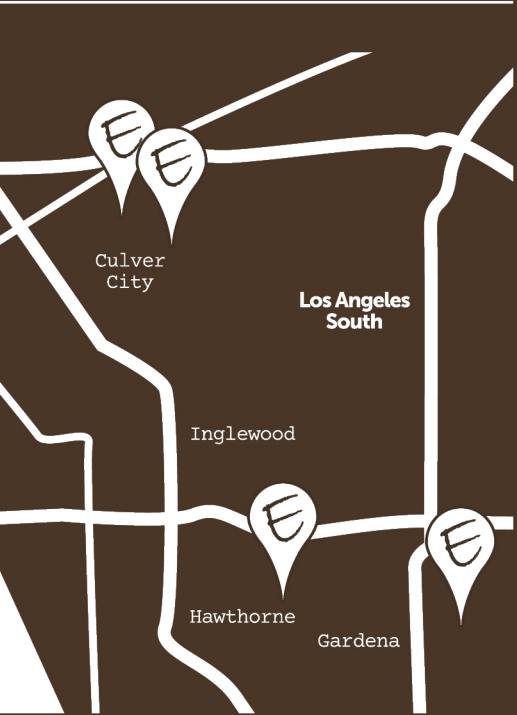 E
E
Culver
City
Los Angeles
South
Inglewood
E
E
Hawthorne
Gardena